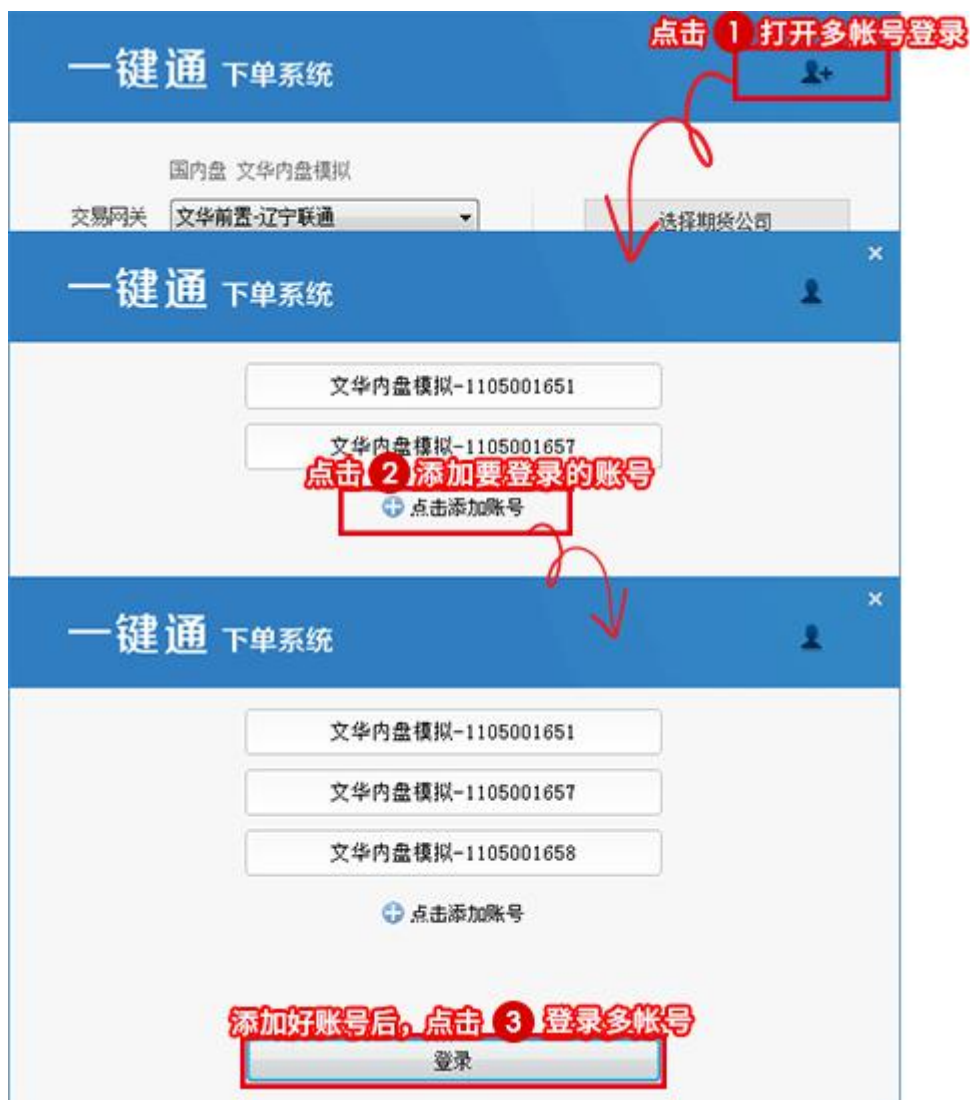 点击 1 打开多帐号登录
一键通 下单系统
国内盘 文华内盘模拟
交易网关 文华前置-辽宁联通 选择期货公司
一键通 下单系统
文华内盘模拟-1105001651
文华内盘模拟-1105001657
点击 2 添加要登录的账号
点击添加账号
一键通 下单系统
文华内盘模拟-1105001651
文华内盘模拟-1105001657
文华内盘模拟-1105001658
点击添加账号
添加好账号后，点击 3 登录多帐号
登录